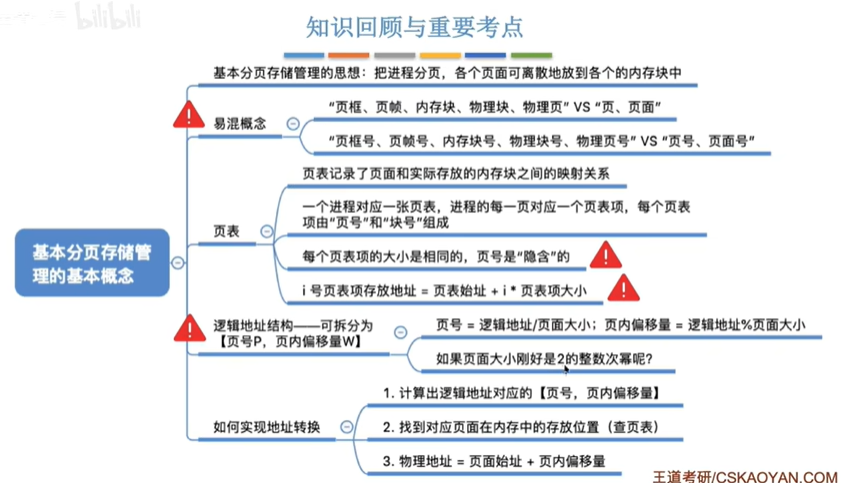 bilibili
知识回顾与重要考点
基本分页存储管理的思想：把进程分页，各个页面可离散地放到各个的内存块中
易混概念
“页框、页帧、内存块、物理块、物理页” VS “页、页面”
“页框号、页帧号、内存块号、物理块号、物理页号” VS “页号、页面号”
页表
页表记录了页面和实际存放的内存块之间的映射关系
一个进程对应一张页表，进程的每一页对应一个页表项，每个页表
项由“页号”和“块号”组成
每个页表项的大小是相同的，页号是“隐含”的
i 号页表项存放地址 = 页表始址 + i * 页表项大小
基本分页存储管
理的基本概念
逻辑地址结构——可拆分为
【页号P，页内偏移量W】
页号 = 逻辑地址/页面大小；页内偏移量 = 逻辑地址%页面大小
如果页面大小刚好是2的整数次幂呢？
如何实现地址转换
1. 计算出逻辑地址对应的【页号，页内偏移量】
2. 找到对应页面在内存中的存放位置（查页表）
3. 物理地址 = 页面始址 + 页内偏移量
王道考研/CSKAOYAN.COM